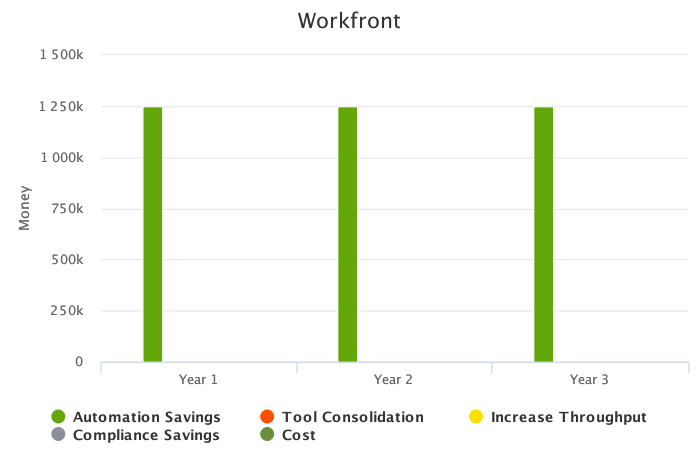 Workfront
1 500k
1 250k
1 000k
750k
500k
250k
0
Money
Year 1 Year 2 Year 3
Automation Savings Tool Consolidation Increase Throughput
Compliance Savings Cost